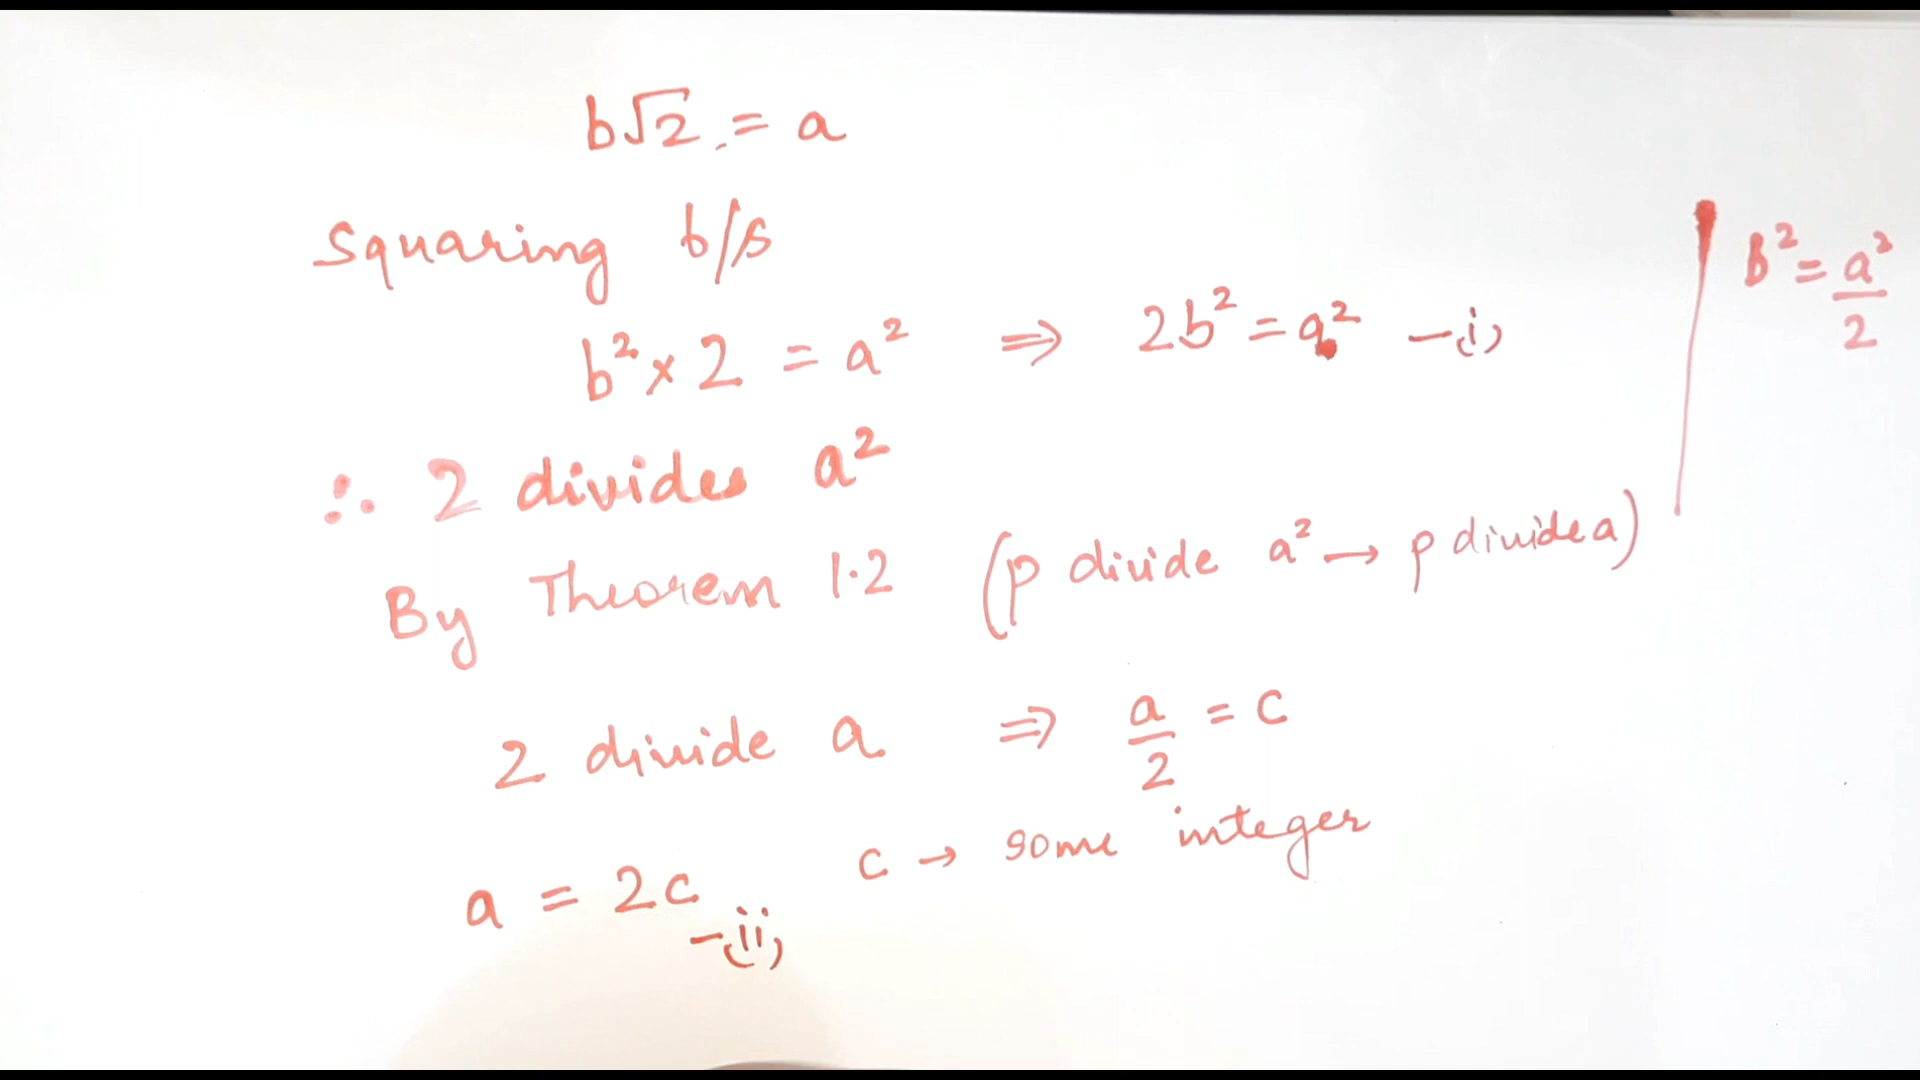 b√2 = a
Squaring b/s
b² × 2 = a² ⇒ 2b² = a² –(i)
b² = a²/2
∴ 2 divides a²
By Theorem 1.2 (p divide a² → p divide a)
2 divide a ⇒ a/2 = c
a = 2c –(ii) c → some integer